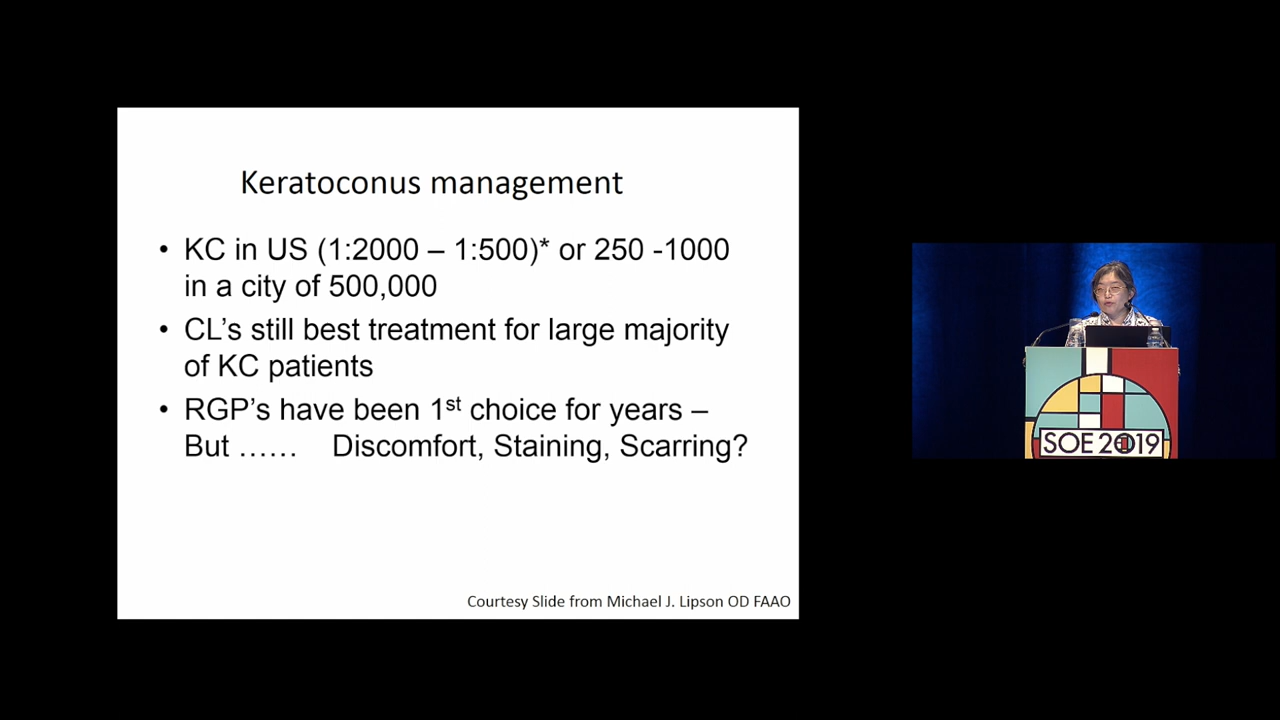 Keratoconus management
• KC in US (1:2000 – 1:500)* or 250 -1000
in a city of 500,000
• CL's still best treatment for large majority
of KC patients
• RGP's have been 1st choice for years –
But …… Discomfort, Staining, Scarring?
Courtesy Slide from Michael J. Lipson OD FAAO
SOE 2019